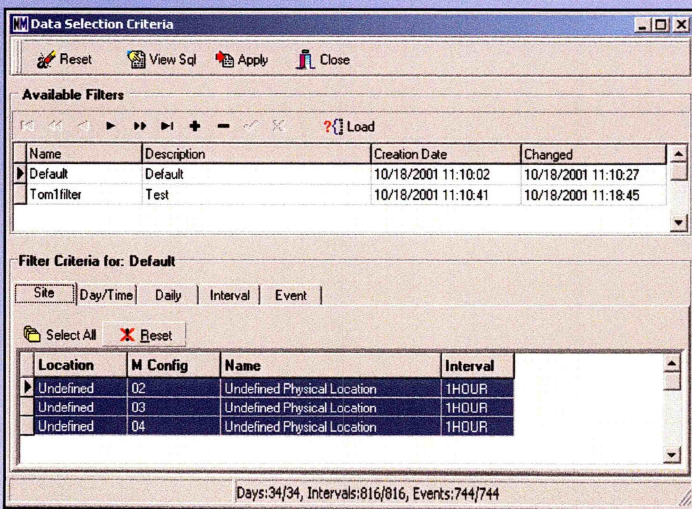 NM Data Selection Criteria
Reset View Sql Apply Close
Available Filters
?{} Load
Name Description Creation Date Changed
Default Default 10/18/2001 11:10:02 10/18/2001 11:10:27
Tom1filter Test 10/18/2001 11:10:41 10/18/2001 11:18:45
Filter Criteria for: Default
Site Day/Time Daily Interval Event
Select All Reset
Location M Config Name Interval
Undefined 02 Undefined Physical Location 1HOUR
Undefined 03 Undefined Physical Location 1HOUR
Undefined 04 Undefined Physical Location 1HOUR
Days:34/34, Intervals:816/816, Events:744/744